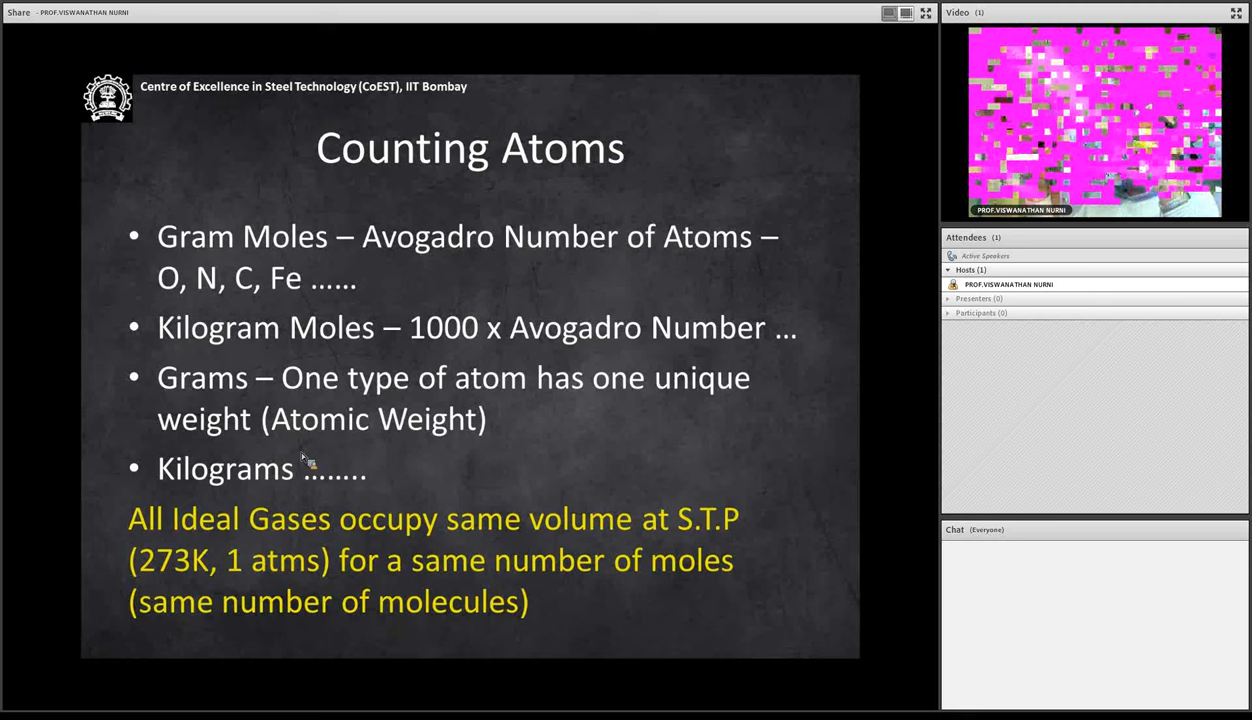 Share - PROF.VISWANATHAN NURNI
Centre of Excellence in Steel Technology (CoEST), IIT Bombay
Counting Atoms
• Gram Moles – Avogadro Number of Atoms –
O, N, C, Fe ......
• Kilogram Moles – 1000 x Avogadro Number ...
• Grams – One type of atom has one unique
weight (Atomic Weight)
• Kilograms ........
All Ideal Gases occupy same volume at S.T.P
(273K, 1 atms) for a same number of moles
(same number of molecules)
Video (1)
PROF.VISWANATHAN NURNI
Attendees (1)
Active Speakers
Hosts (1)
PROF.VISWANATHAN NURNI
Presenters (0)
Participants (0)
Chat (Everyone)